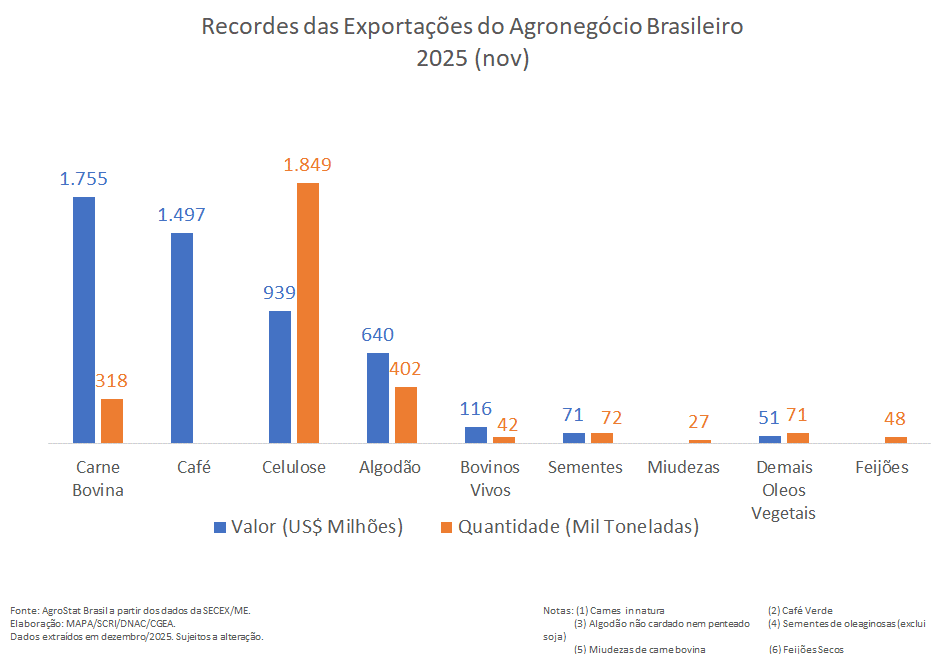 Recordes das Exportações do Agronegócio Brasileiro
2025 (nov)
1.755
318
1.497
939
1.849
640
402
116
42
71
72
27
51
71
48
Carne
Bovina
Café
Celulose
Algodão
Bovinos
Vivos
Sementes
Miudezas
Demais
Oleos
Vegetais
Feijões
Valor (US$ Milhões)
Quantidade (Mil Toneladas)
Fonte: AgroStat Brasil a partir dos dados da SECEX/ME.
Elaboração: MAPA/SCRI/DNAC/CGEA.
Dados extraídos em dezembro/2025. Sujeitos a alteração.
Notas: (1) Carnes in natura (2) Café Verde
(3) Algodão não cardado nem penteado (4) Sementes de oleaginosas (exclui
soja)
(5) Miudezas de carne bovina (6) Feijões Secos